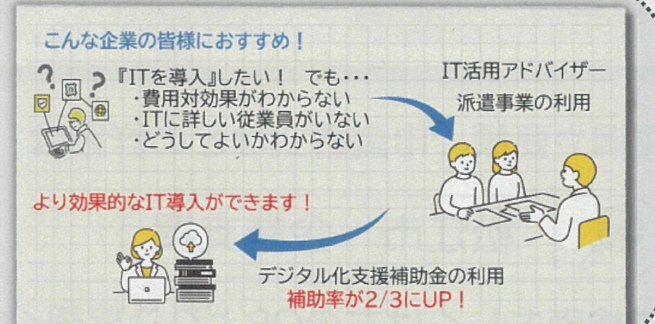 こんな企業の皆様におすすめ！
『ITを導入』したい！ でも・・・
・費用対効果がわからない
・ITに詳しい従業員がいない
・どうしてよいかわからない
IT活用アドバイザー
派遣事業の利用
より効果的なIT導入ができます！
デジタル化支援補助金の利用
補助率が2/3にUP！